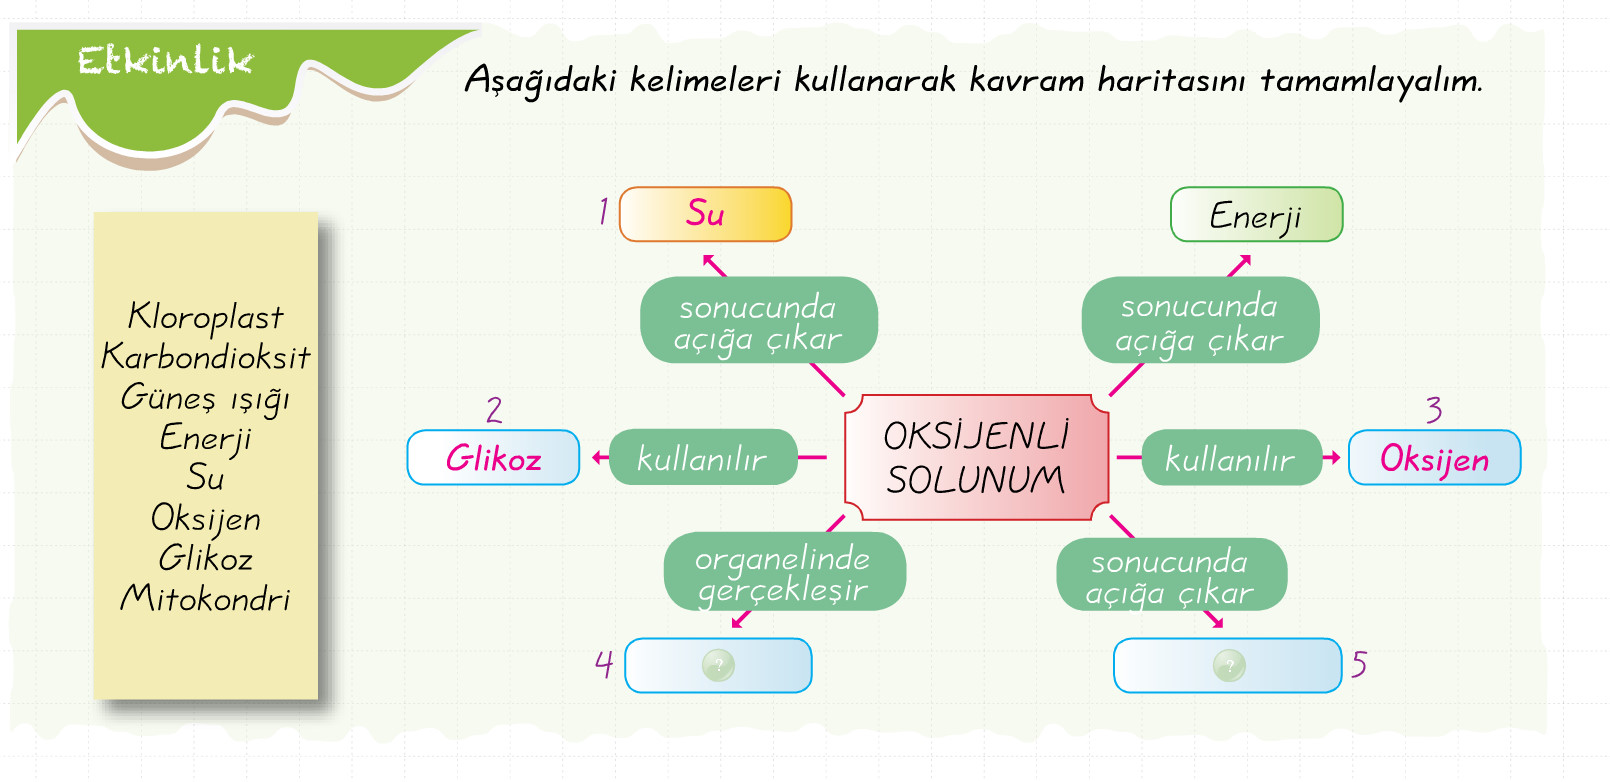 Etkinlik
Aşağıdaki kelimeleri kullanarak kavram haritasını tamamlayalım.
Kloroplast
Karbondioksit
Güneş ışığı
Enerji
Su
Oksijen
Glikoz
Mitokondri
1
Su
Enerji
sonucunda
açığa çıkar
sonucunda
açığa çıkar
2
Glikoz
kullanılır
OKSİJENLİ
SOLUNUM
kullanılır
3
Oksijen
organelinde
gerçekleşir
sonucunda
açığa çıkar
4
?
?
5